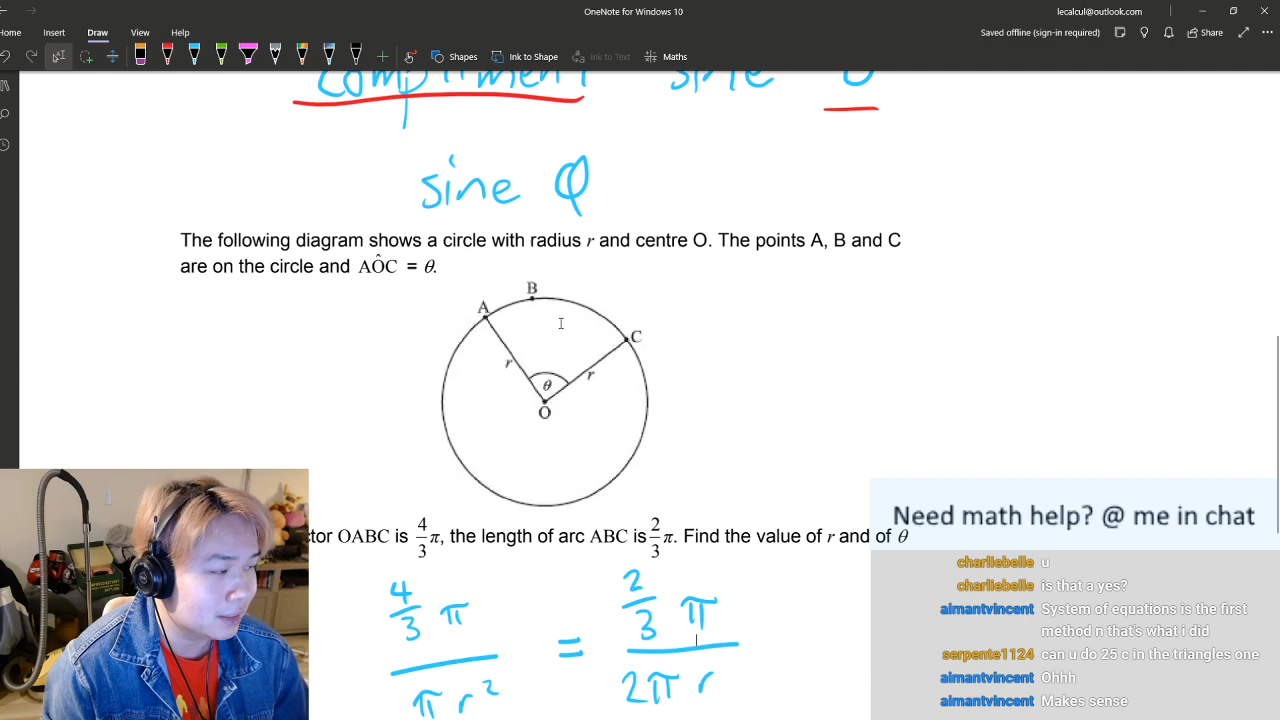 OneNote for Windows 10
lecalcul@outlook.com
Home Insert Draw View Help
Saved offline (sign-in required)
Share
Shapes Ink to Shape Ink to Text Maths
compliment sine
sine φ
The following diagram shows a circle with radius r and centre O. The points A, B and C
are on the circle and AÔC = θ.
B
A
C
r
r
θ
O
tor OABC is 4/3 π, the length of arc ABC is 2/3 π. Find the value of r and of θ
4/3 π / π r² = 2/3 π / 2π r
Need math help? @ me in chat
charliebelle u
charliebelle is that a yes?
aimantvincent System of equations is the first
method n that's what i did
serpente1124 can u do 25 c in the triangles one
aimantvincent Ohhh
aimantvincent Makes sense